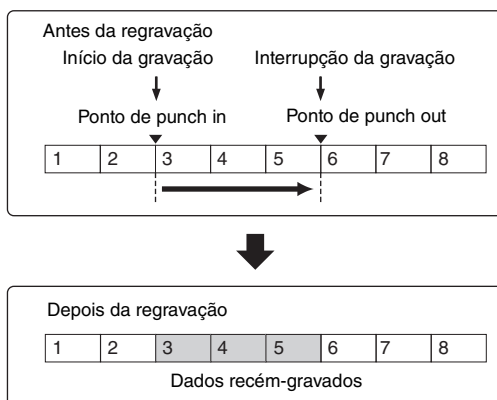 Antes da regravação
Início da gravação Interrupção da gravação
Ponto de punch in Ponto de punch out
1 2 3 4 5 6 7 8
Depois da regravação
1 2 3 4 5 6 7 8
Dados recém-gravados